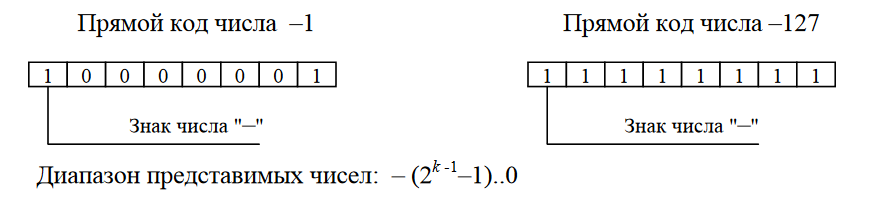 Прямой код числа –1 Прямой код числа –127
1 0 0 0 0 0 0 1 1 1 1 1 1 1 1 1
Знак числа "–" Знак числа "–"
Диапазон представимых чисел: – (2^{k-1}–1)..0